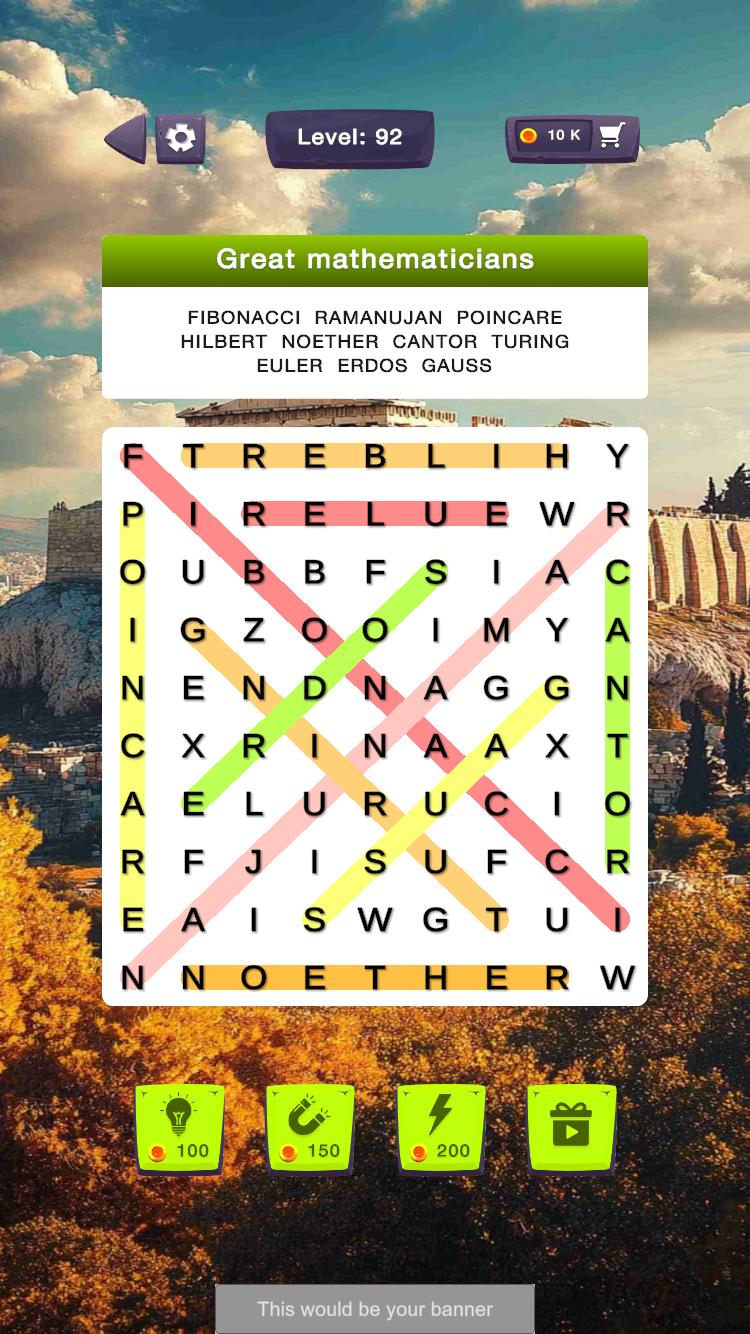 Level: 92
10 K
Great mathematicians
FIBONACCI RAMANUJAN POINCARE
HILBERT NOETHER CANTOR TURING
EULER ERDOS GAUSS
F T R E B L I H Y
P I R E L U E W R
O U B B F S I A C
I G Z O O I M Y A
N E N D N A G G N
C X R I N A A X T
A E L U R U C I O
R F J I S U F C R
E A I S W G T U I
N N O E T H E R W
100 150 200
This would be your banner